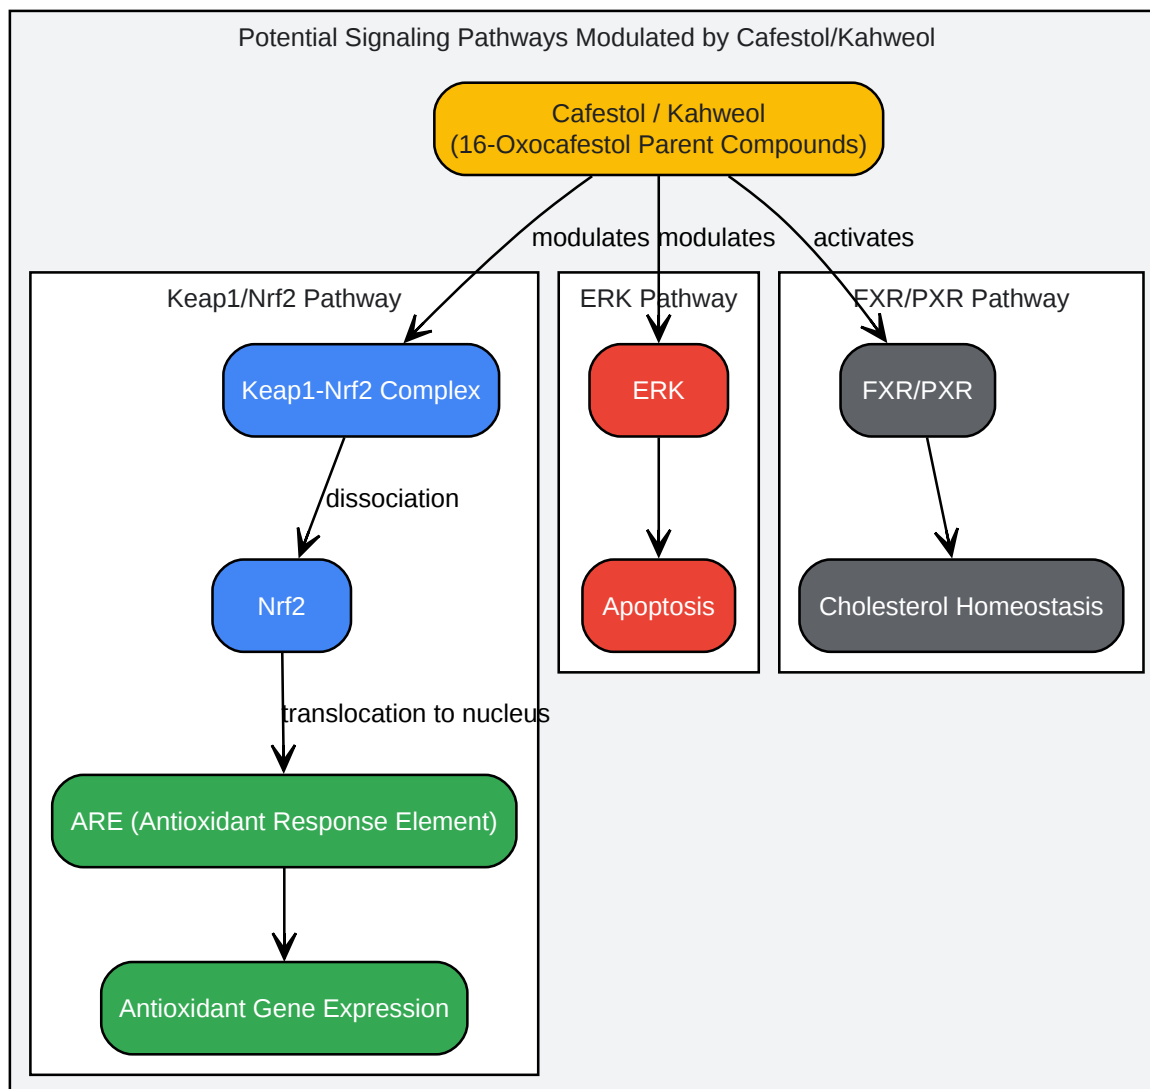 Potential Signaling Pathways Modulated by Cafestol/Kahweol
Cafestol / Kahweol
(16-Oxocafestol Parent Compounds)
modulates
modulates
activates
Keap1/Nrf2 Pathway
ERK Pathway
FXR/PXR Pathway
Keap1-Nrf2 Complex
ERK
FXR/PXR
dissociation
Nrf2
Apoptosis
Cholesterol Homeostasis
translocation to nucleus
ARE (Antioxidant Response Element)
Antioxidant Gene Expression